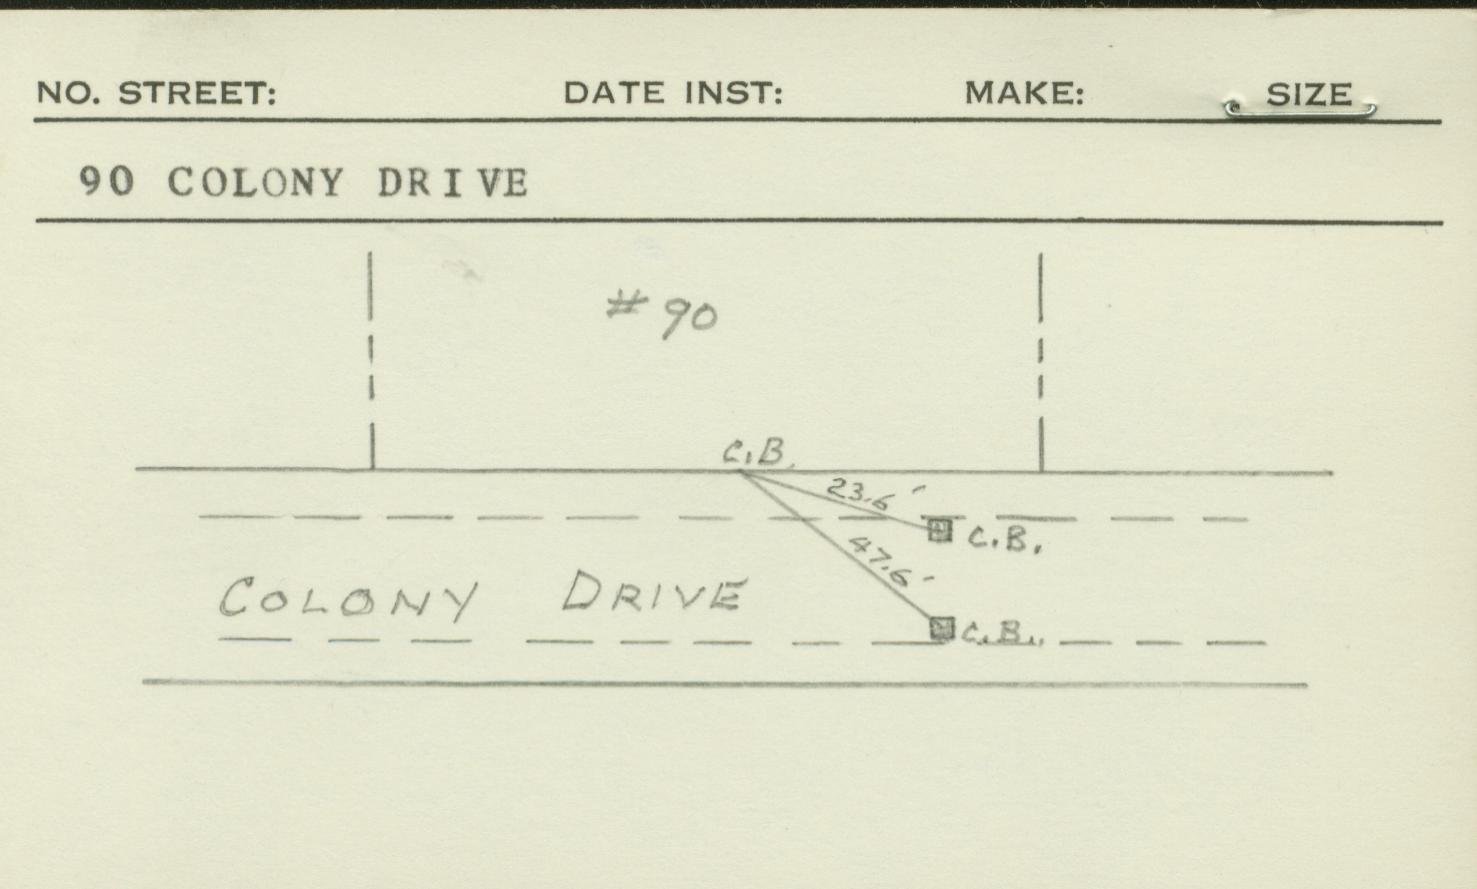 NO. STREET: DATE INST: MAKE: SIZE
90 COLONY DRIVE
#90
C.B.
23.6'
C.B.
47.6'
COLONY DRIVE
C.B.